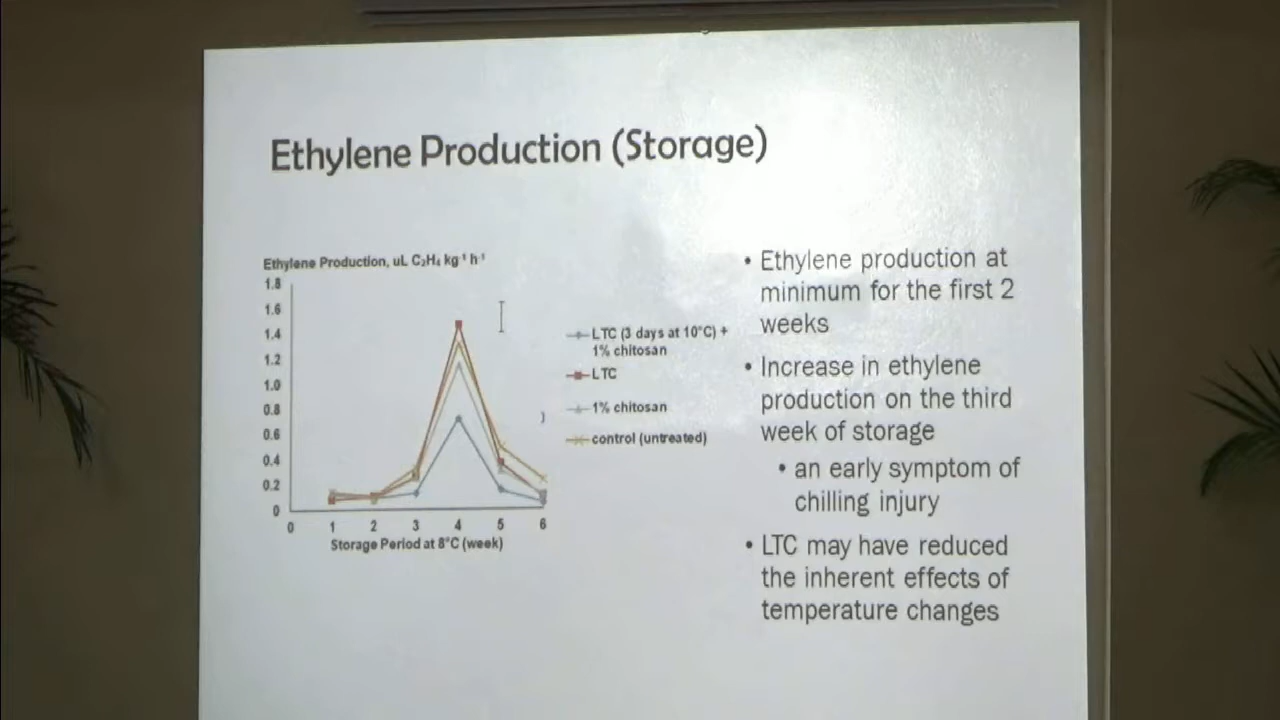 Ethylene Production (Storage)
Ethylene Production, uL C₂H₄ kg⁻¹ h⁻¹
1.8
1.6
1.4
1.2
1.0
0.8
0.6
0.4
0.2
0
0 1 2 3 4 5 6
Storage Period at 8°C (week)
LTC (3 days at 10°C) +
1% chitosan
LTC
1% chitosan
control (untreated)
• Ethylene production at
minimum for the first 2
weeks
• Increase in ethylene
production on the third
week of storage
• an early symptom of
chilling injury
• LTC may have reduced
the inherent effects of
temperature changes